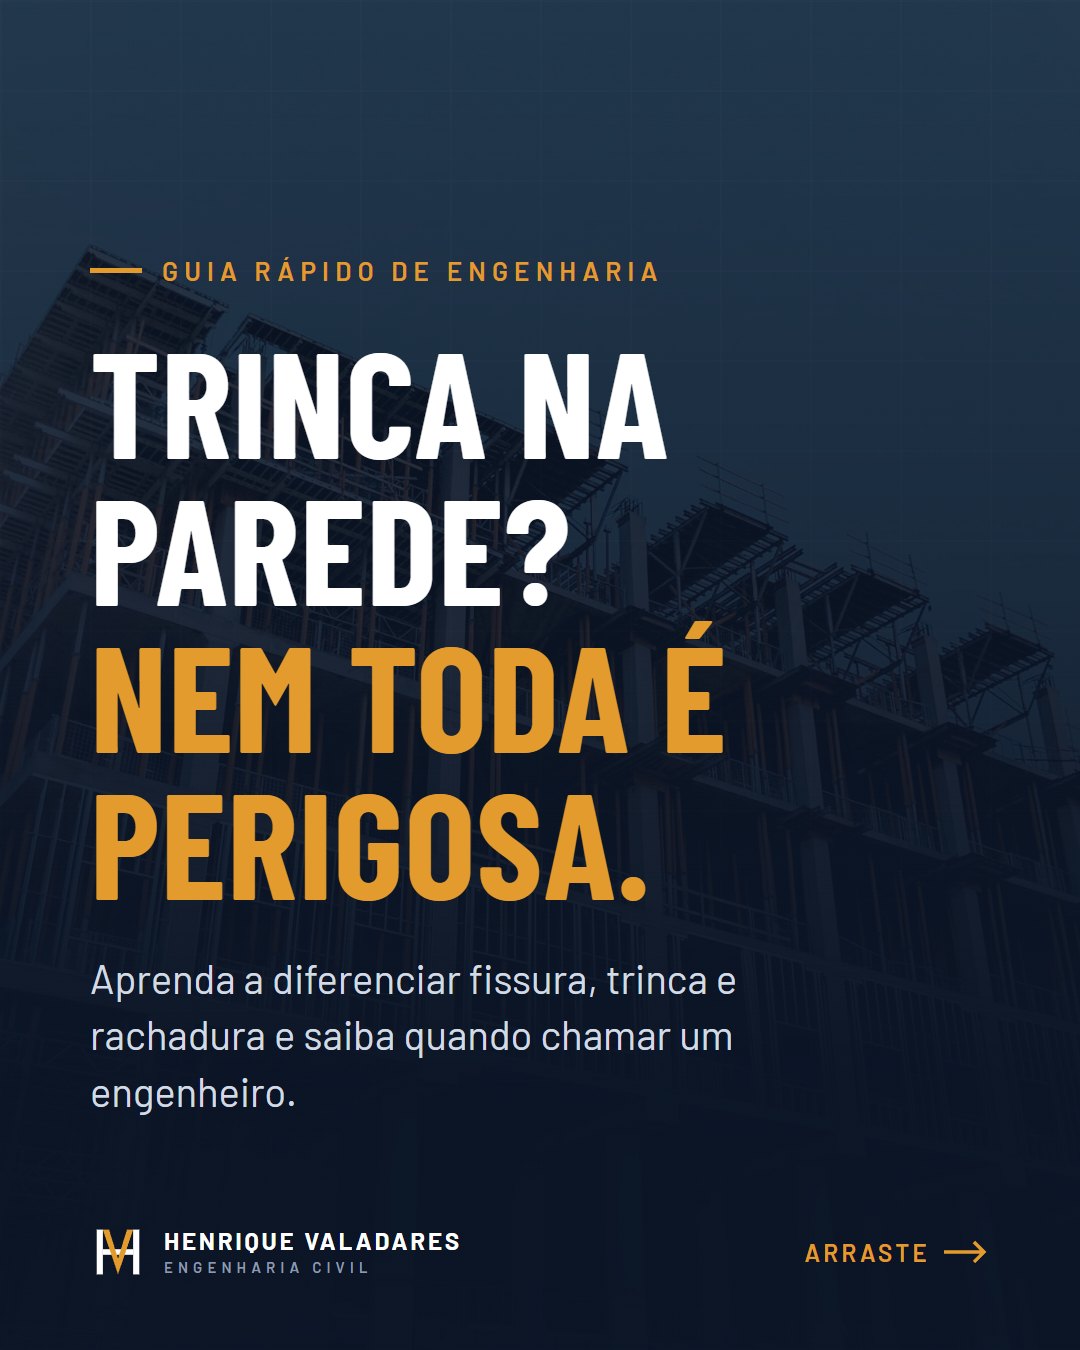 GUIA RÁPIDO DE ENGENHARIA
TRINCA NA
PAREDE?
NEM TODA É
PERIGOSA.
Aprenda a diferenciar fissura, trinca e
rachadura e saiba quando chamar um
engenheiro.
HV
HENRIQUE VALADARES
ENGENHARIA CIVIL
ARRASTE